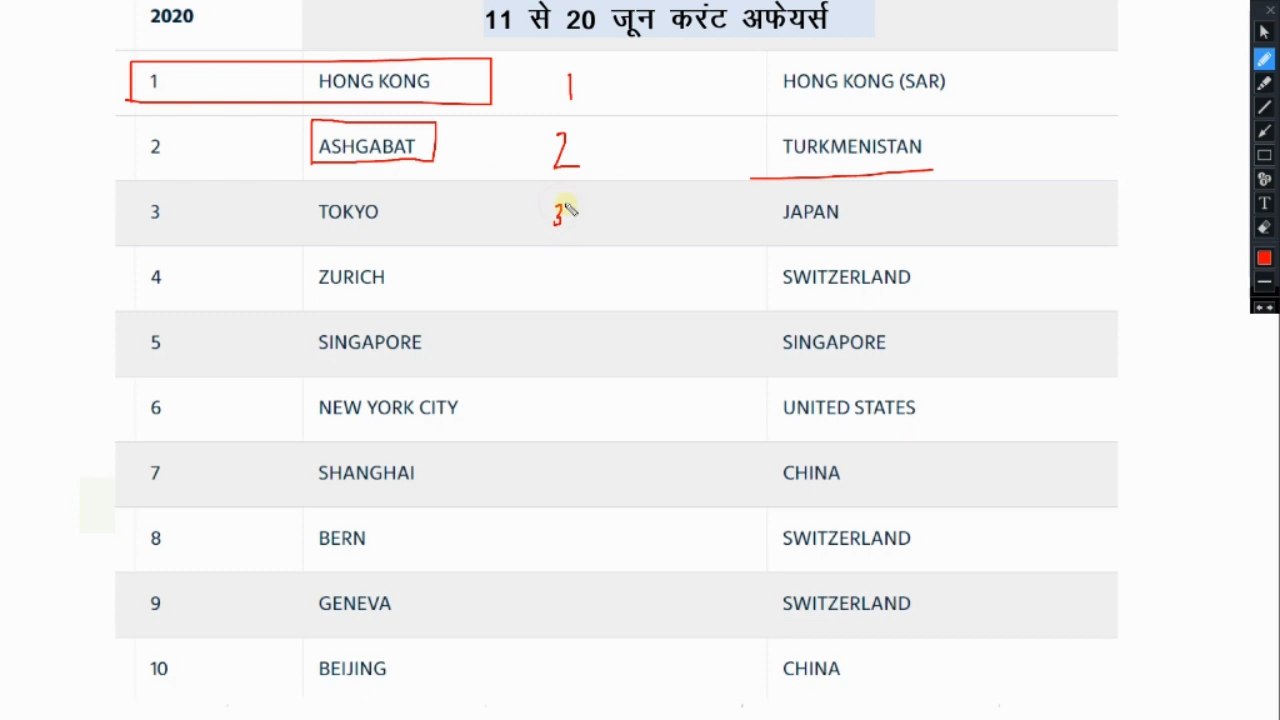 2020 11 से 20 जून करंट अफेयर्स
1 HONG KONG 1 HONG KONG (SAR)
2 ASHGABAT 2 TURKMENISTAN
3 TOKYO 3 JAPAN
4 ZURICH SWITZERLAND
5 SINGAPORE SINGAPORE
6 NEW YORK CITY UNITED STATES
7 SHANGHAI CHINA
8 BERN SWITZERLAND
9 GENEVA SWITZERLAND
10 BEIJING CHINA
T